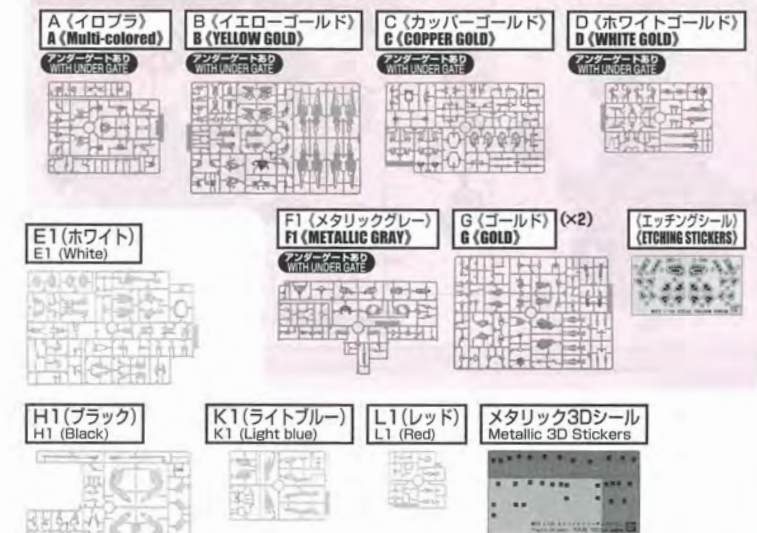 A《イロプラ》
A《Multi-colored》
アンダーゲートあり
WITH UNDER GATE
B《イエローゴールド》
B《YELLOW GOLD》
アンダーゲートあり
WITH UNDER GATE
C《カッパーゴールド》
C《COPPER GOLD》
アンダーゲートあり
WITH UNDER GATE
D《ホワイトゴールド》
D《WHITE GOLD》
アンダーゲートあり
WITH UNDER GATE
E1(ホワイト)
E1 (White)
F1《メタリックグレー》
F1《METALLIC GRAY》
アンダーゲートあり
WITH UNDER GATE
G《ゴールド》(×2)
G《GOLD》
《エッチングシール》
《ETCHING STICKERS》
H1(ブラック)
H1 (Black)
K1(ライトブルー)
K1 (Light blue)
L1(レッド)
L1 (Red)
メタリック3Dシール
Metallic 3D Stickers